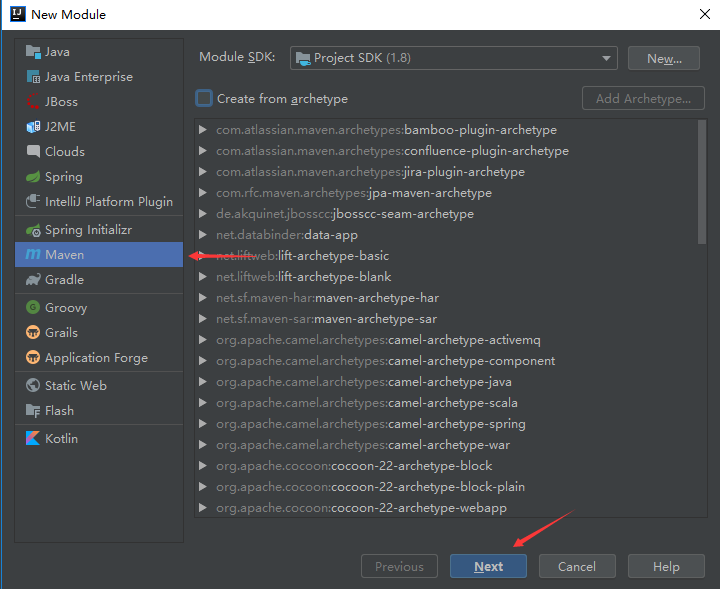 New Module
Java
Java Enterprise
JBoss
J2ME
Clouds
Spring
IntelliJ Platform Plugin
Spring Initializr
Maven
Gradle
Groovy
Grails
Application Forge
Static Web
Flash
Kotlin
Module SDK: Project SDK (1.8) New...
Create from archetype Add Archetype...
com.atlassian.maven.archetypes:bamboo-plugin-archetype
com.atlassian.maven.archetypes:confluence-plugin-archetype
com.atlassian.maven.archetypes:jira-plugin-archetype
com.rfc.maven.archetypes:jpa-maven-archetype
de.akquinet.jbosscc:jbosscc-seam-archetype
net.databinder:data-app
net.liftweb:lift-archetype-basic
net.liftweb:lift-archetype-blank
net.sf.maven-har:maven-archetype-har
net.sf.maven-sar:maven-archetype-sar
org.apache.camel.archetypes:camel-archetype-activemq
org.apache.camel.archetypes:camel-archetype-component
org.apache.camel.archetypes:camel-archetype-java
org.apache.camel.archetypes:camel-archetype-scala
org.apache.camel.archetypes:camel-archetype-spring
org.apache.camel.archetypes:camel-archetype-war
org.apache.cocoon:cocoon-22-archetype-block
org.apache.cocoon:cocoon-22-archetype-block-plain
org.apache.cocoon:cocoon-22-archetype-webapp
Previous Next Cancel Help